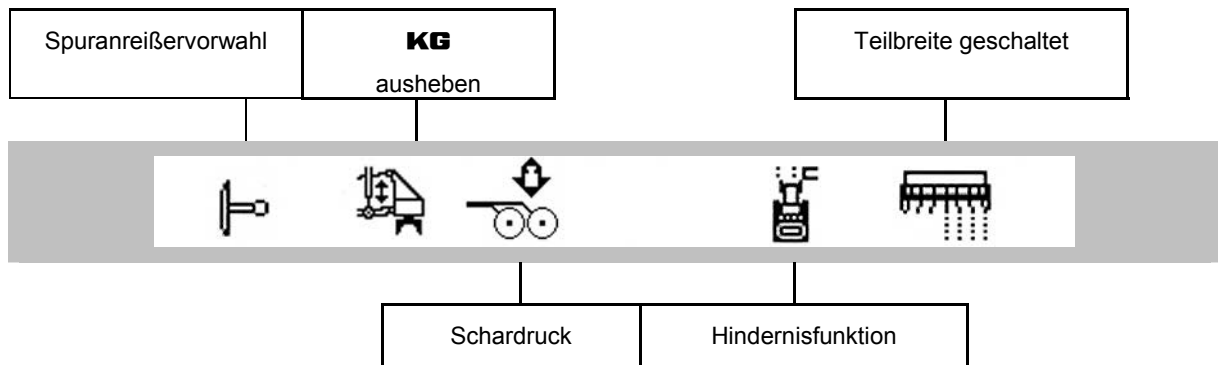 Spuranreißervorwahl
KG
ausheben
Teilbreite geschaltet
Schardruck
Hindernisfunktion